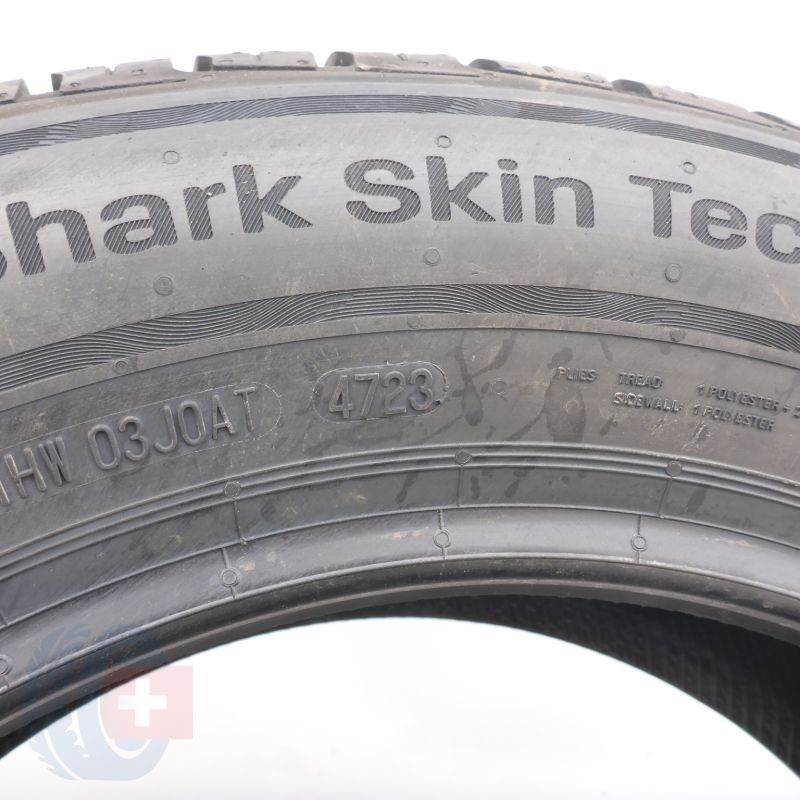 Shark Skin Tec
HW 03J0AT 4723
PLIES: TREAD: 1 POLYESTER +
SIDEWALL: 1 POLYESTER